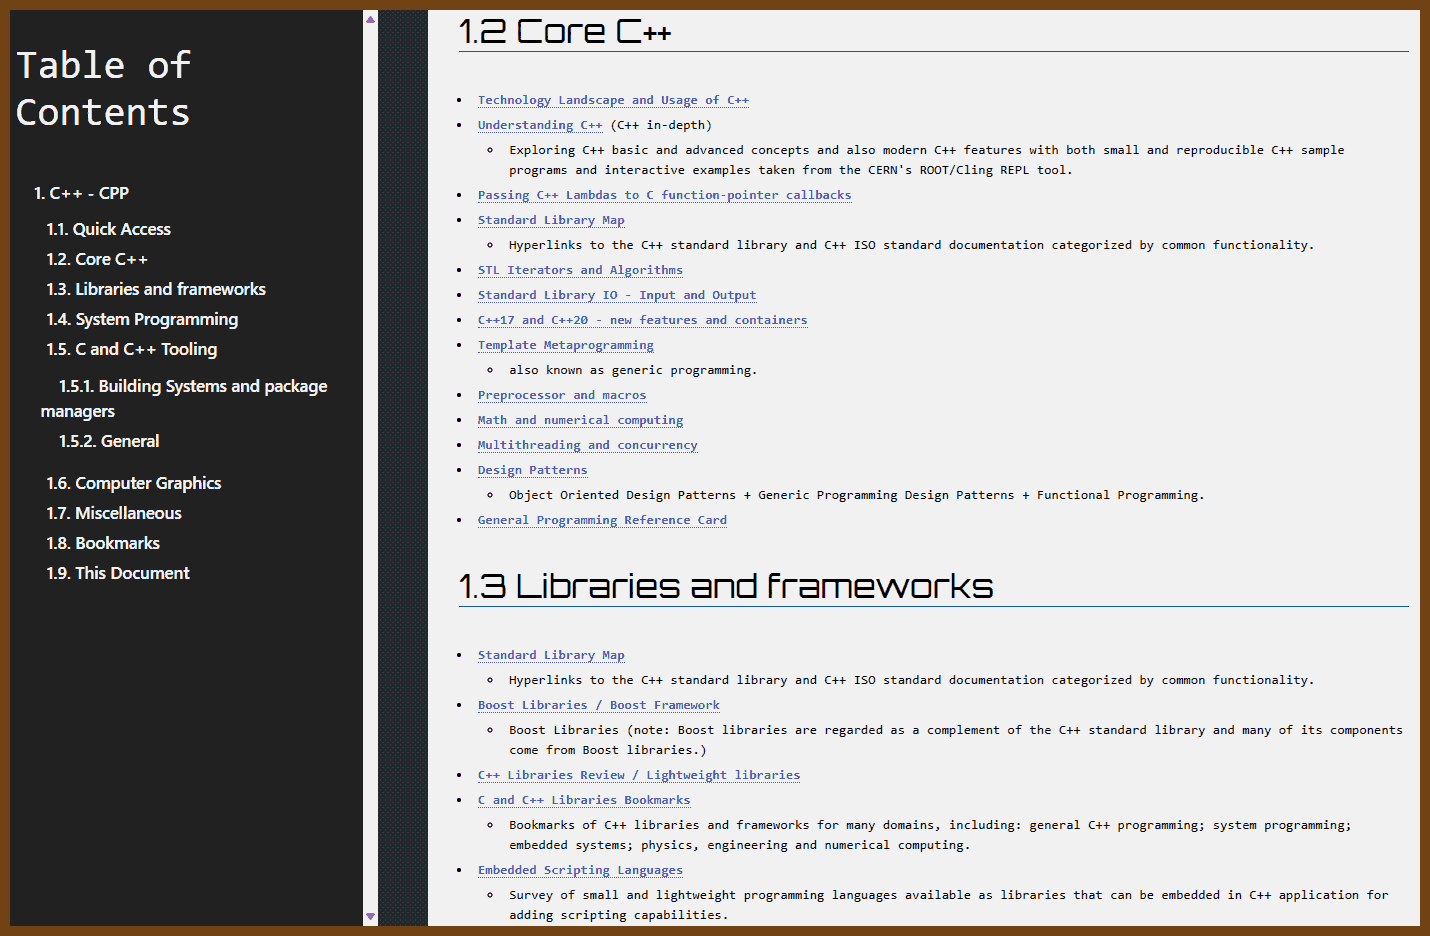 Table of
Contents
1. C++ - CPP
1.1. Quick Access
1.2. Core C++
1.3. Libraries and frameworks
1.4. System Programming
1.5. C and C++ Tooling
1.5.1. Building Systems and package
managers
1.5.2. General
1.6. Computer Graphics
1.7. Miscellaneous
1.8. Bookmarks
1.9. This Document
1.2 Core C++
Technology Landscape and Usage of C++
Understanding C++ (C++ in-depth)
Exploring C++ basic and advanced concepts and also modern C++ features with both small and reproducible C++ sample
programs and interactive examples taken from the CERN's ROOT/Cling REPL tool.
Passing C++ Lambdas to C function-pointer callbacks
Standard Library Map
Hyperlinks to the C++ standard library and C++ ISO standard documentation categorized by common functionality.
STL Iterators and Algorithms
Standard Library IO - Input and Output
C++17 and C++20 - new features and containers
Template Metaprogramming
also known as generic programming.
Preprocessor and macros
Math and numerical computing
Multithreading and concurrency
Design Patterns
Object Oriented Design Patterns + Generic Programming Design Patterns + Functional Programming.
General Programming Reference Card
1.3 Libraries and frameworks
Standard Library Map
Hyperlinks to the C++ standard library and C++ ISO standard documentation categorized by common functionality.
Boost Libraries / Boost Framework
Boost Libraries (note: Boost libraries are regarded as a complement of the C++ standard library and many of its components
come from Boost libraries.)
C++ Libraries Review / Lightweight libraries
C and C++ Libraries Bookmarks
Bookmarks of C++ libraries and frameworks for many domains, including: general C++ programming; system programming;
embedded systems; physics, engineering and numerical computing.
Embedded Scripting Languages
Survey of small and lightweight programming languages available as libraries that can be embedded in C++ application for
adding scripting capabilities.